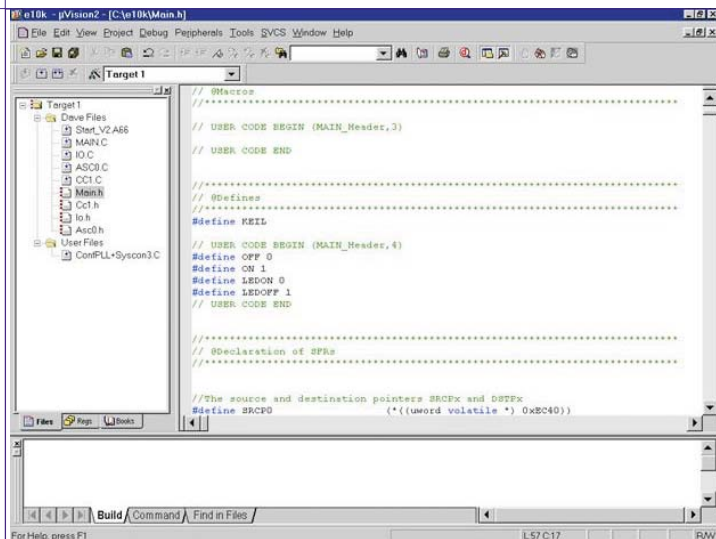 e10k - µVision2 - [C:\e10k\Main.h]
File Edit View Project Debug Peripherals Tools SVCS Window Help
Target 1
Target 1
Dave Files
Start_V2.A66
MAIN.C
IO.C
ASC0.C
CC1.C
Main.h
Cc1.h
Io.h
Asc0.h
User Files
ConfPLL+Syscon3.C
Files Regs Books
// @Macros
//****************************************************************************
// USER CODE BEGIN (MAIN_Header,3)
// USER CODE END
//****************************************************************************
// @Defines
//****************************************************************************
#define KEIL
// USER CODE BEGIN (MAIN_Header,4)
#define OFF 0
#define ON 1
#define LEDON 0
#define LEDOFF 1
// USER CODE END
//****************************************************************************
// @Declaration of SFRs
//****************************************************************************
//The source and destination pointers SRCPx and DSTPx
#define SRCP0 (*((uword volatile *) 0xEC40))
Build Command Find in Files
For Help, press F1
L:57 C:17
R/W